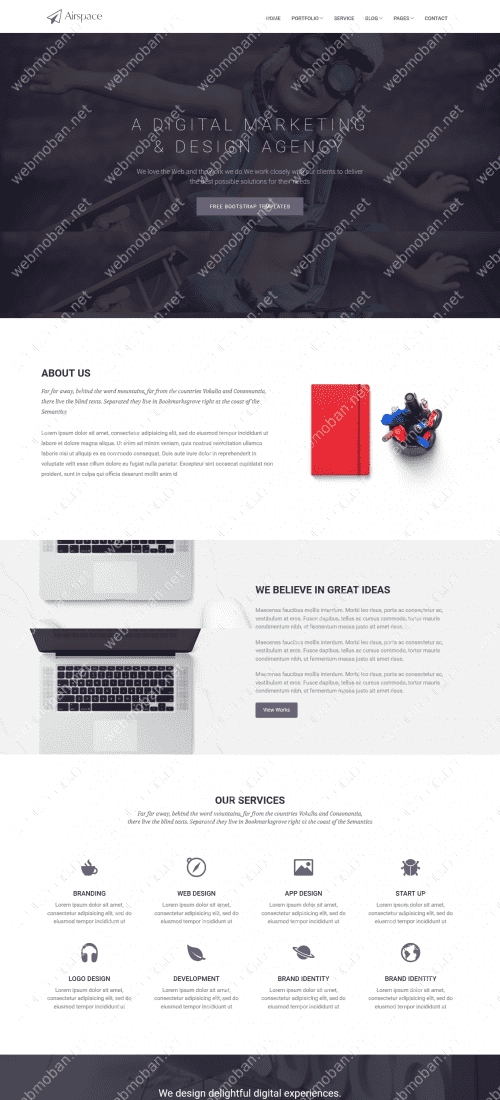 Airspace
HOME PORTFOLIO SERVICE BLOG PAGES CONTACT
A DIGITAL MARKETING
& DESIGN AGENCY
We love the Web and the work we do.We work closely with our clients to deliver
the best possible solutions for their needs
FREE BOOTSTRAP TEMPLATES
ABOUT US
Far far away, behind the word mountains, far from the countries Vokalia and Consonantia,
there live the blind texts. Separated they live in Bookmarksgrove right at the coast of the
Semantics
Lorem ipsum dolor sit amet, consectetur adipisicing elit, sed do eiusmod tempor incididunt ut
labore et dolore magna aliqua. Ut enim ad minim veniam, quis nostrud exercitation ullamco
laboris nisi ut aliquip ex ea commodo consequat. Duis aute irure dolor in reprehenderit in
voluptate velit esse cillum dolore eu fugiat nulla pariatur. Excepteur sint occaecat cupidatat non
proident, sunt in culpa qui officia deserunt mollit anim id
WE BELIEVE IN GREAT IDEAS
Maecenas faucibus mollis interdum. Morbi leo risus, porta ac consectetur ac,
vestibulum at eros. Fusce dapibus, tellus ac cursus commodo, tortor mauris
condimentum nibh, ut fermentum massa justo sit amet risus.
Maecenas faucibus mollis interdum. Morbi leo risus, porta ac consectetur ac,
vestibulum at eros. Fusce dapibus, tellus ac cursus commodo, tortor mauris
condimentum nibh, ut fermentum massa justo sit amet risus.
Maecenas faucibus mollis interdum. Morbi leo risus, porta ac consectetur ac,
vestibulum at eros. Fusce dapibus, tellus ac cursus commodo, tortor mauris
condimentum nibh, ut fermentum massa justo sit amet risus.
View Works
OUR SERVICES
Far far away, behind the word mountains, far from the countries Vokalia and Consonantia,
there live the blind texts. Separated they live in Bookmarksgrove right at the coast of the Semantics
BRANDING WEB DESIGN APP DESIGN START UP
Lorem ipsum dolor sit amet, Lorem ipsum dolor sit amet, Lorem ipsum dolor sit amet, Lorem ipsum dolor sit amet,
consectetur adipisicing elit, sed do consectetur adipisicing elit, sed do consectetur adipisicing elit, sed do consectetur adipisicing elit, sed do
eiusmod tempor incididunt ut eiusmod tempor incididunt ut eiusmod tempor incididunt ut eiusmod tempor incididunt ut
LOGO DESIGN DEVELOPMENT BRAND IDENTITY BRAND IDENTITY
Lorem ipsum dolor sit amet, Lorem ipsum dolor sit amet, Lorem ipsum dolor sit amet, Lorem ipsum dolor sit amet,
consectetur adipisicing elit, sed do consectetur adipisicing elit, sed do consectetur adipisicing elit, sed do consectetur adipisicing elit, sed do
eiusmod tempor incididunt ut eiusmod tempor incididunt ut eiusmod tempor incididunt ut eiusmod tempor incididunt ut
We design delightful digital experiences.
webmoban.net